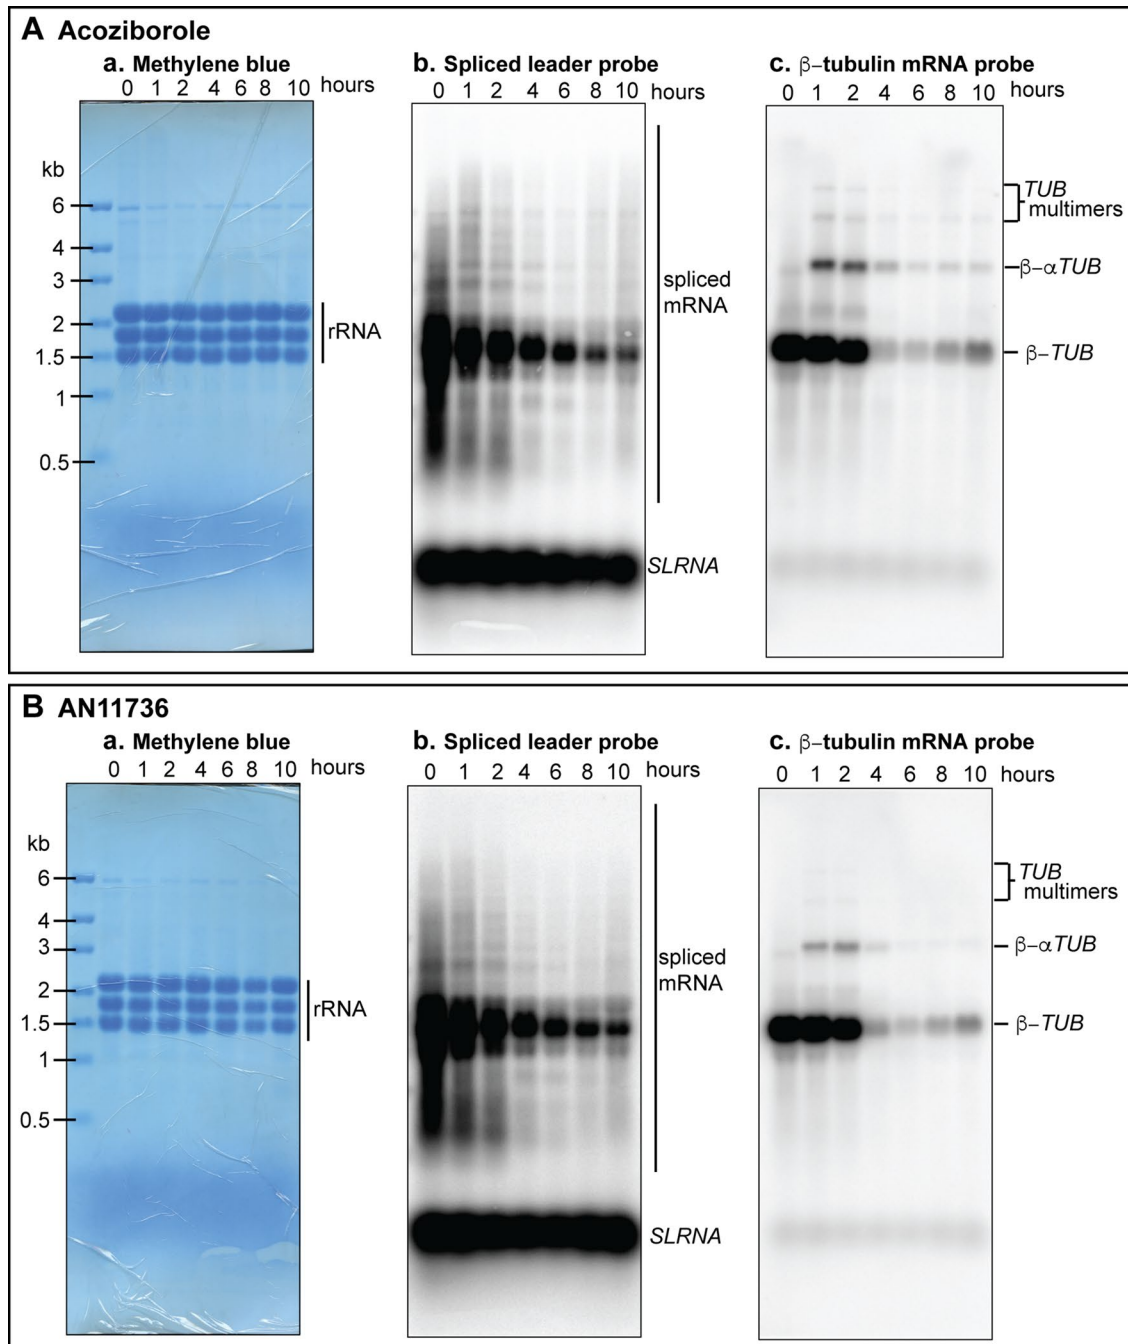 A Acoziborole
a. Methylene blue
0 1 2 4 6 8 10 hours
kb
6
4
3
2
1.5
1
0.5
rRNA
b. Spliced leader probe
0 1 2 4 6 8 10 hours
spliced
mRNA
SLRNA
c. β–tubulin mRNA probe
0 1 2 4 6 8 10 hours
TUB
multimers
β-αTUB
β-TUB
B AN11736
a. Methylene blue
0 1 2 4 6 8 10 hours
kb
6
4
3
2
1.5
1
0.5
rRNA
b. Spliced leader probe
0 1 2 4 6 8 10 hours
spliced
mRNA
SLRNA
c. β–tubulin mRNA probe
0 1 2 4 6 8 10 hours
TUB
multimers
β-αTUB
β-TUB